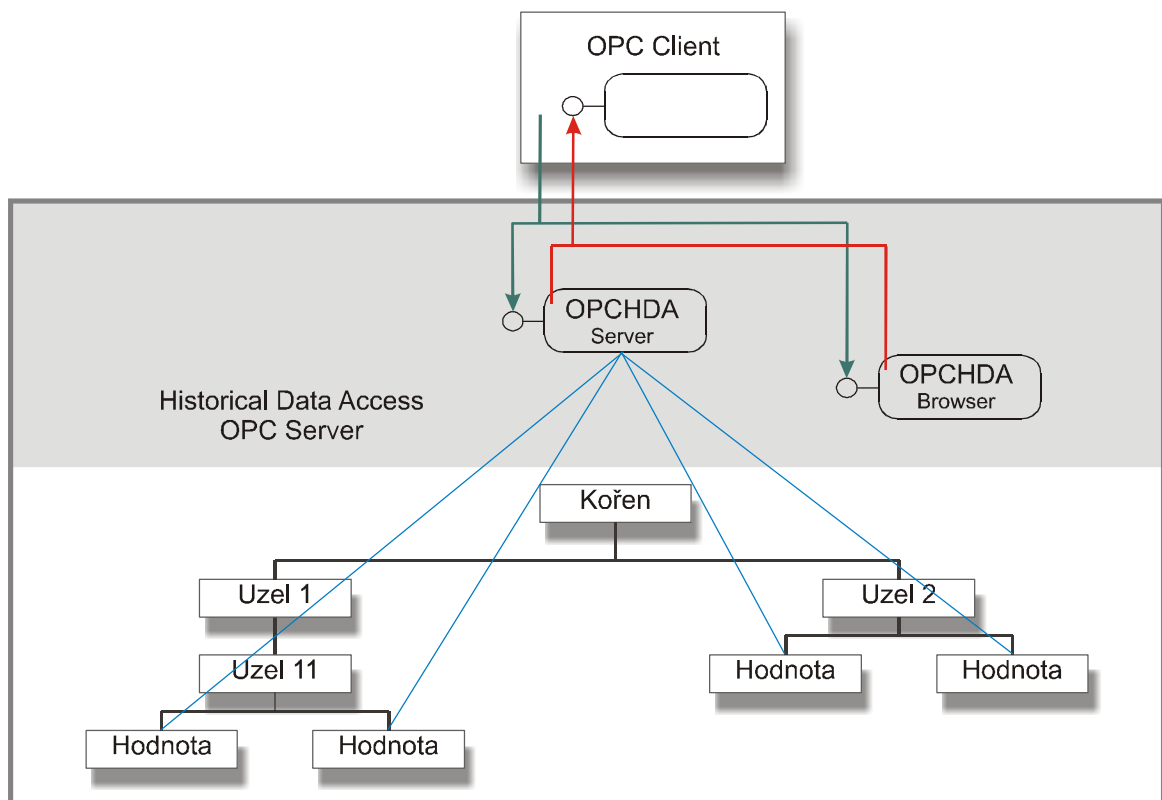 OPC Client
OPCHDA
Server
OPCHDA
Browser
Historical Data Access
OPC Server
Kořen
Uzel 1
Uzel 2
Uzel 11
Hodnota
Hodnota
Hodnota
Hodnota